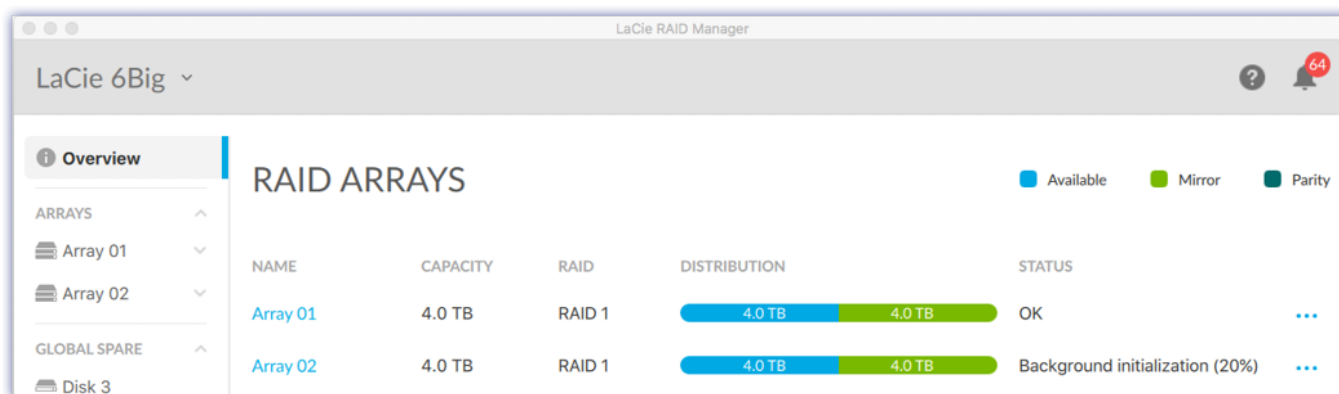 LaCie RAID Manager
LaCie 6Big
64
Overview
RAID ARRAYS
Available Mirror Parity
ARRAYS
Array 01
Array 02
GLOBAL SPARE
Disk 3
NAME CAPACITY RAID DISTRIBUTION STATUS
Array 01 4.0 TB RAID 1 4.0 TB 4.0 TB OK ...
Array 02 4.0 TB RAID 1 4.0 TB 4.0 TB Background initialization (20%) ...